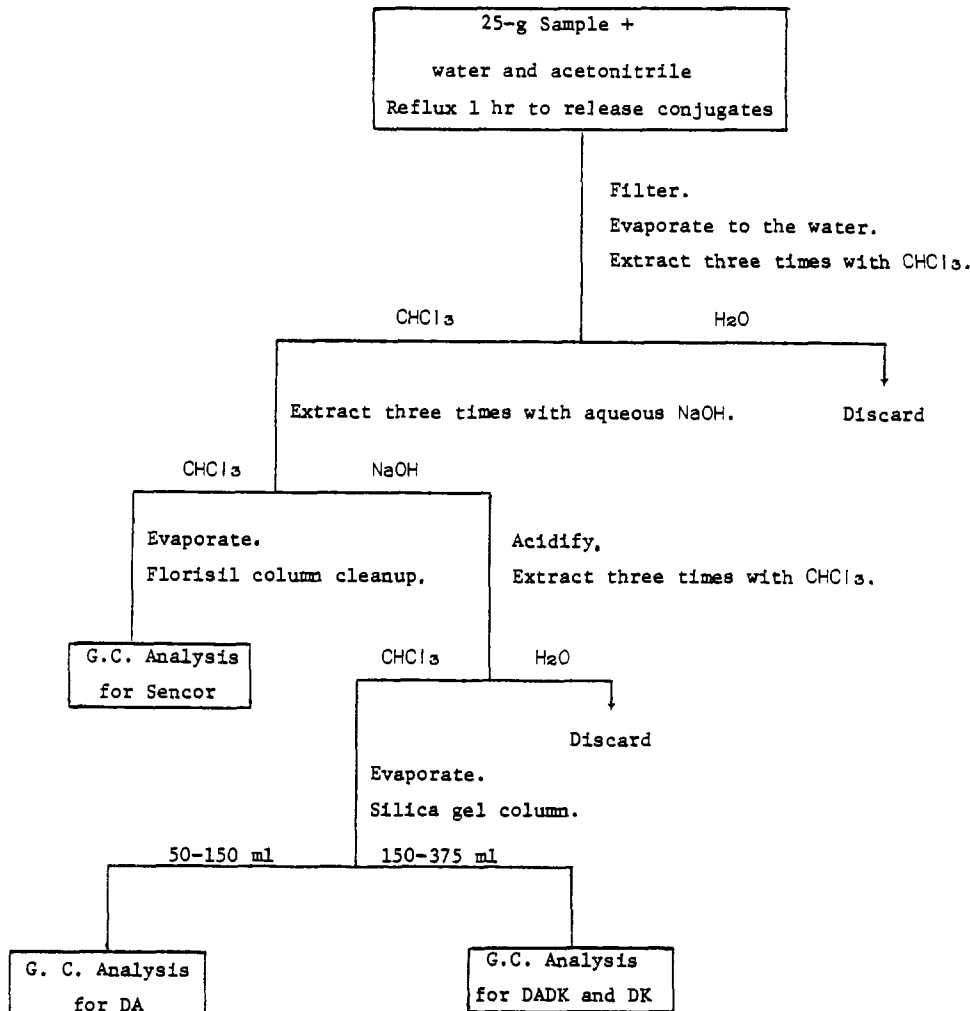 25-g Sample +
water and acetonitrile
Reflux 1 hr to release conjugates
Filter.
Evaporate to the water.
Extract three times with CHCl₃.
CHCl₃
H₂O
Extract three times with aqueous NaOH.
Discard
CHCl₃
NaOH
Evaporate.
Florisil column cleanup.
Acidify.
Extract three times with CHCl₃.
G.C. Analysis
for Sencor
CHCl₃
H₂O
Discard
Evaporate.
Silica gel column.
50-150 ml
150-375 ml
G. C. Analysis
for DA
G.C. Analysis
for DADK and DK